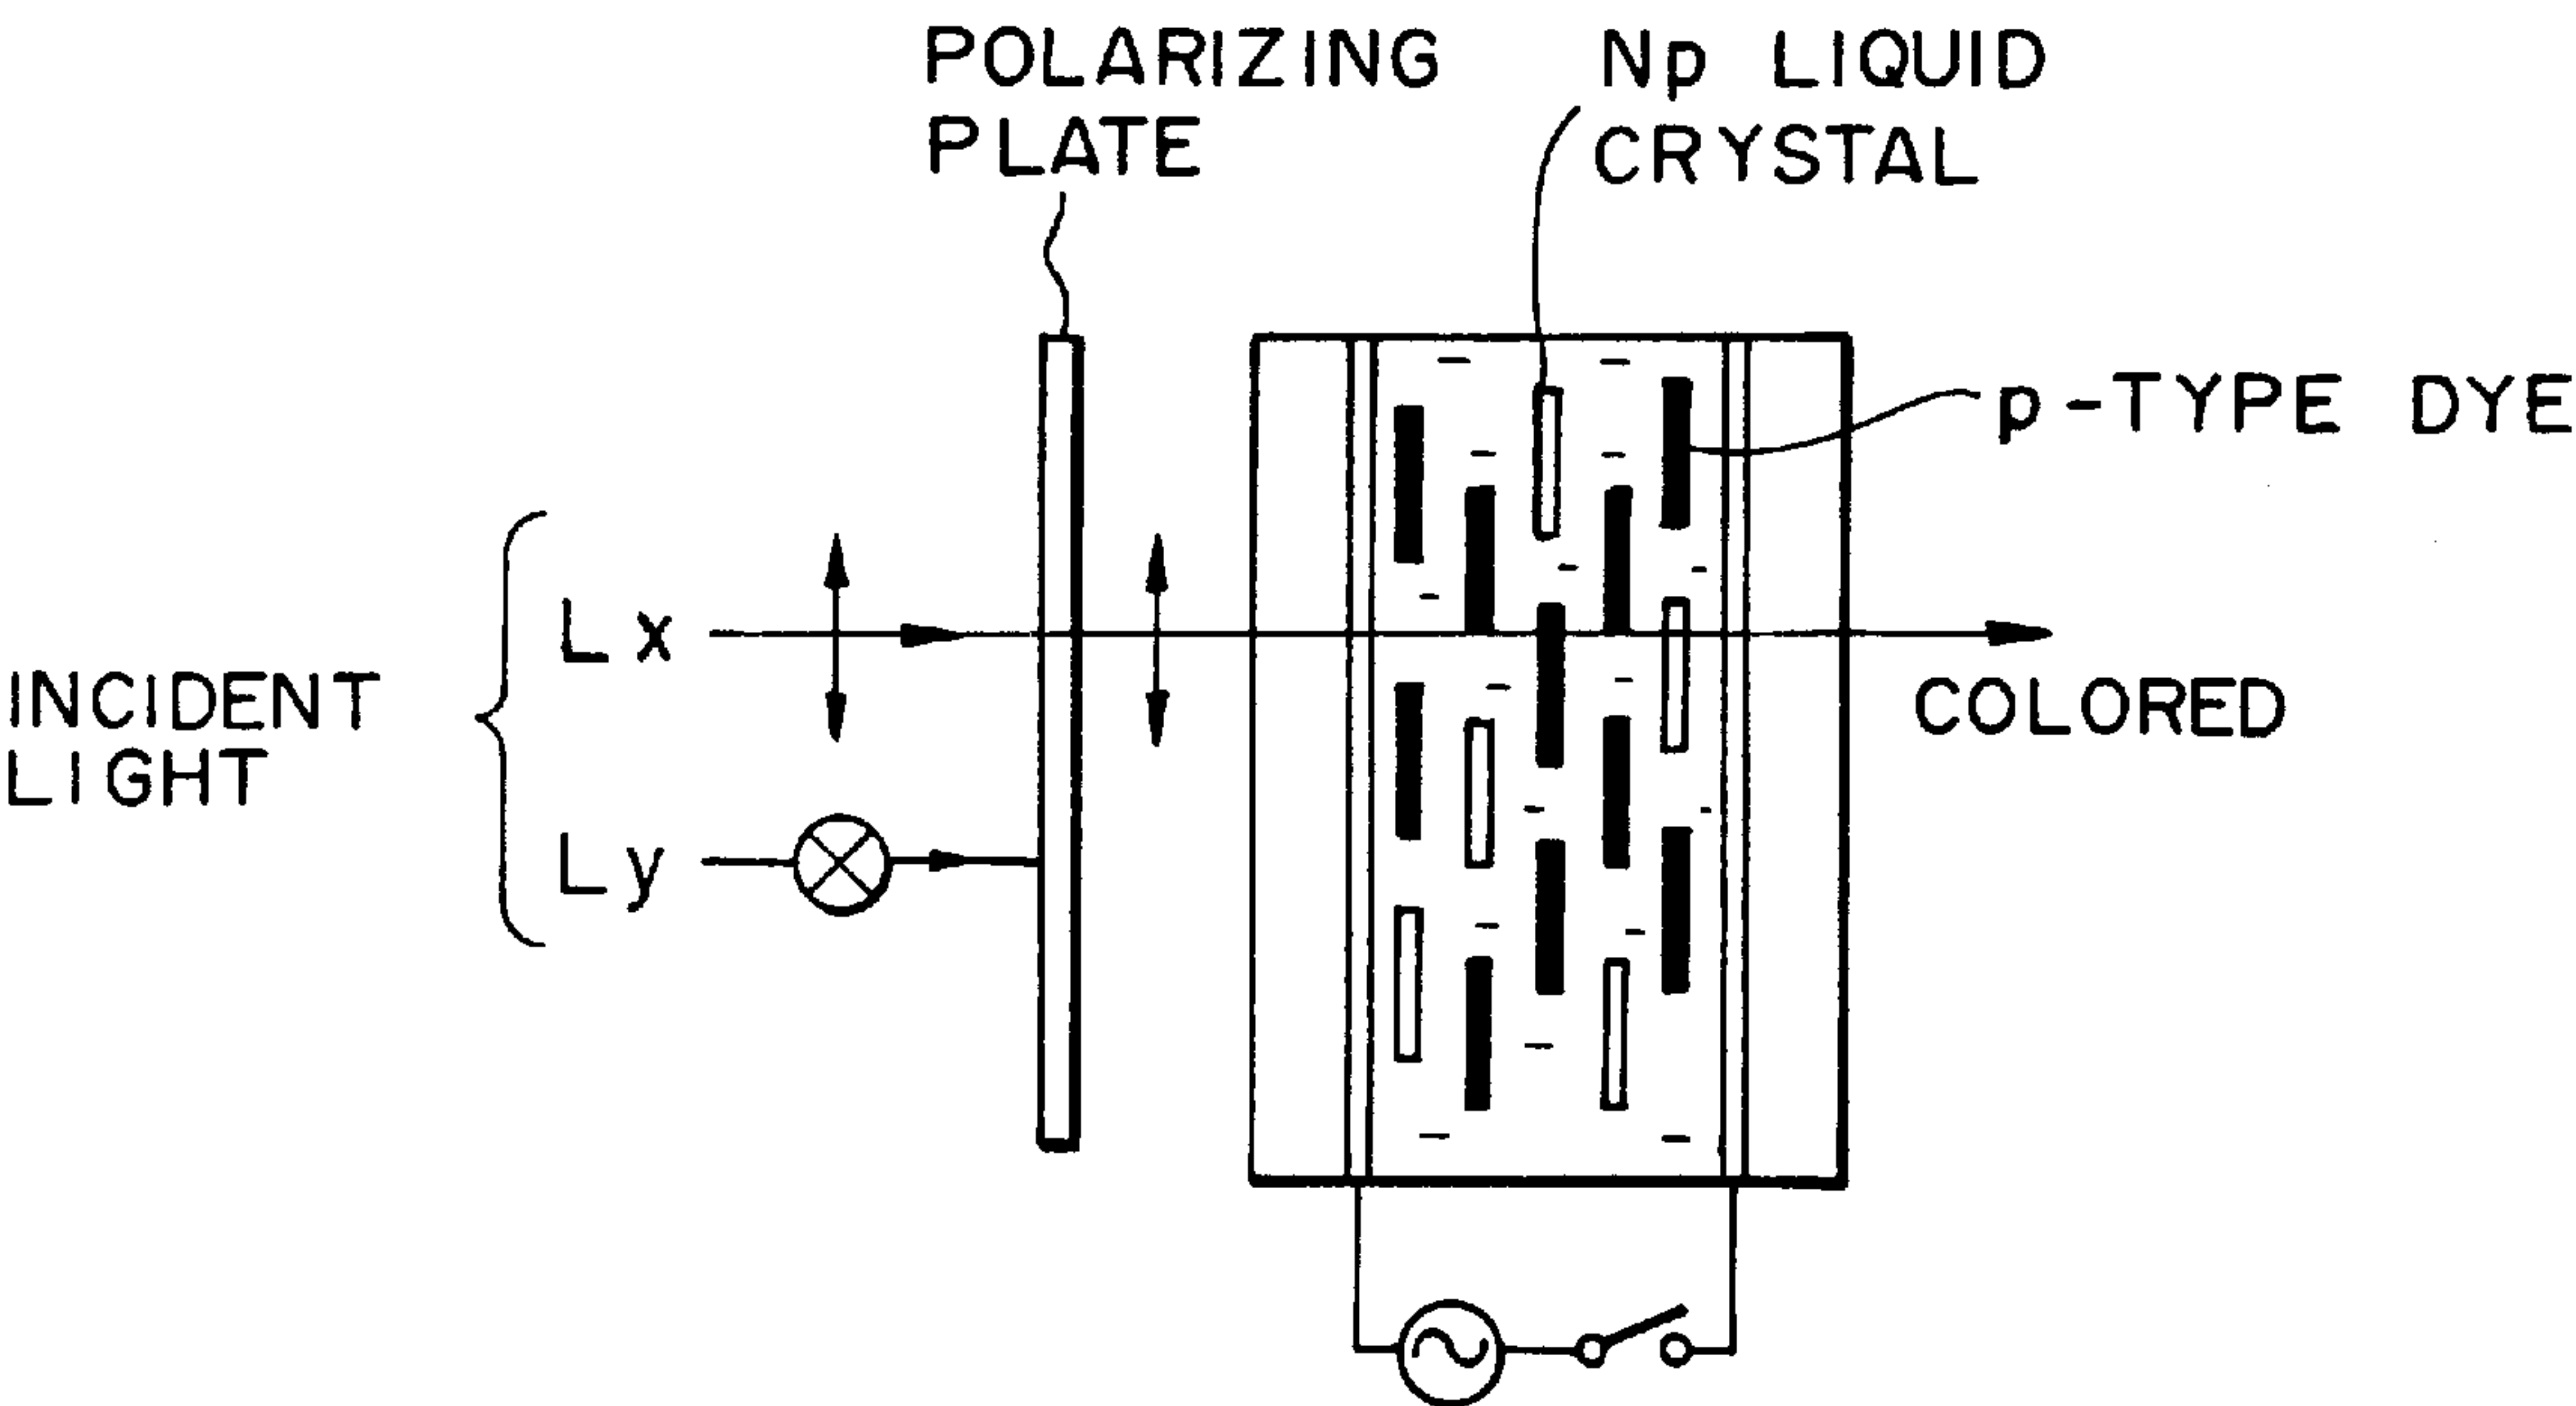 POLARIZING
PLATE
Np LIQUID
CRYSTAL
p-TYPE DYE
INCIDENT
LIGHT
Lx
Ly
COLORED